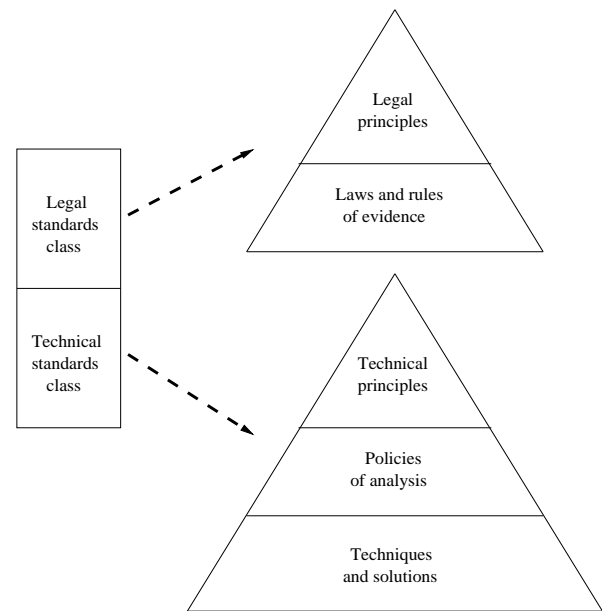 Legal
standards
class
Technical
standards
class
Legal
principles
Laws and rules
of evidence
Technical
principles
Policies
of analysis
Techniques
and solutions